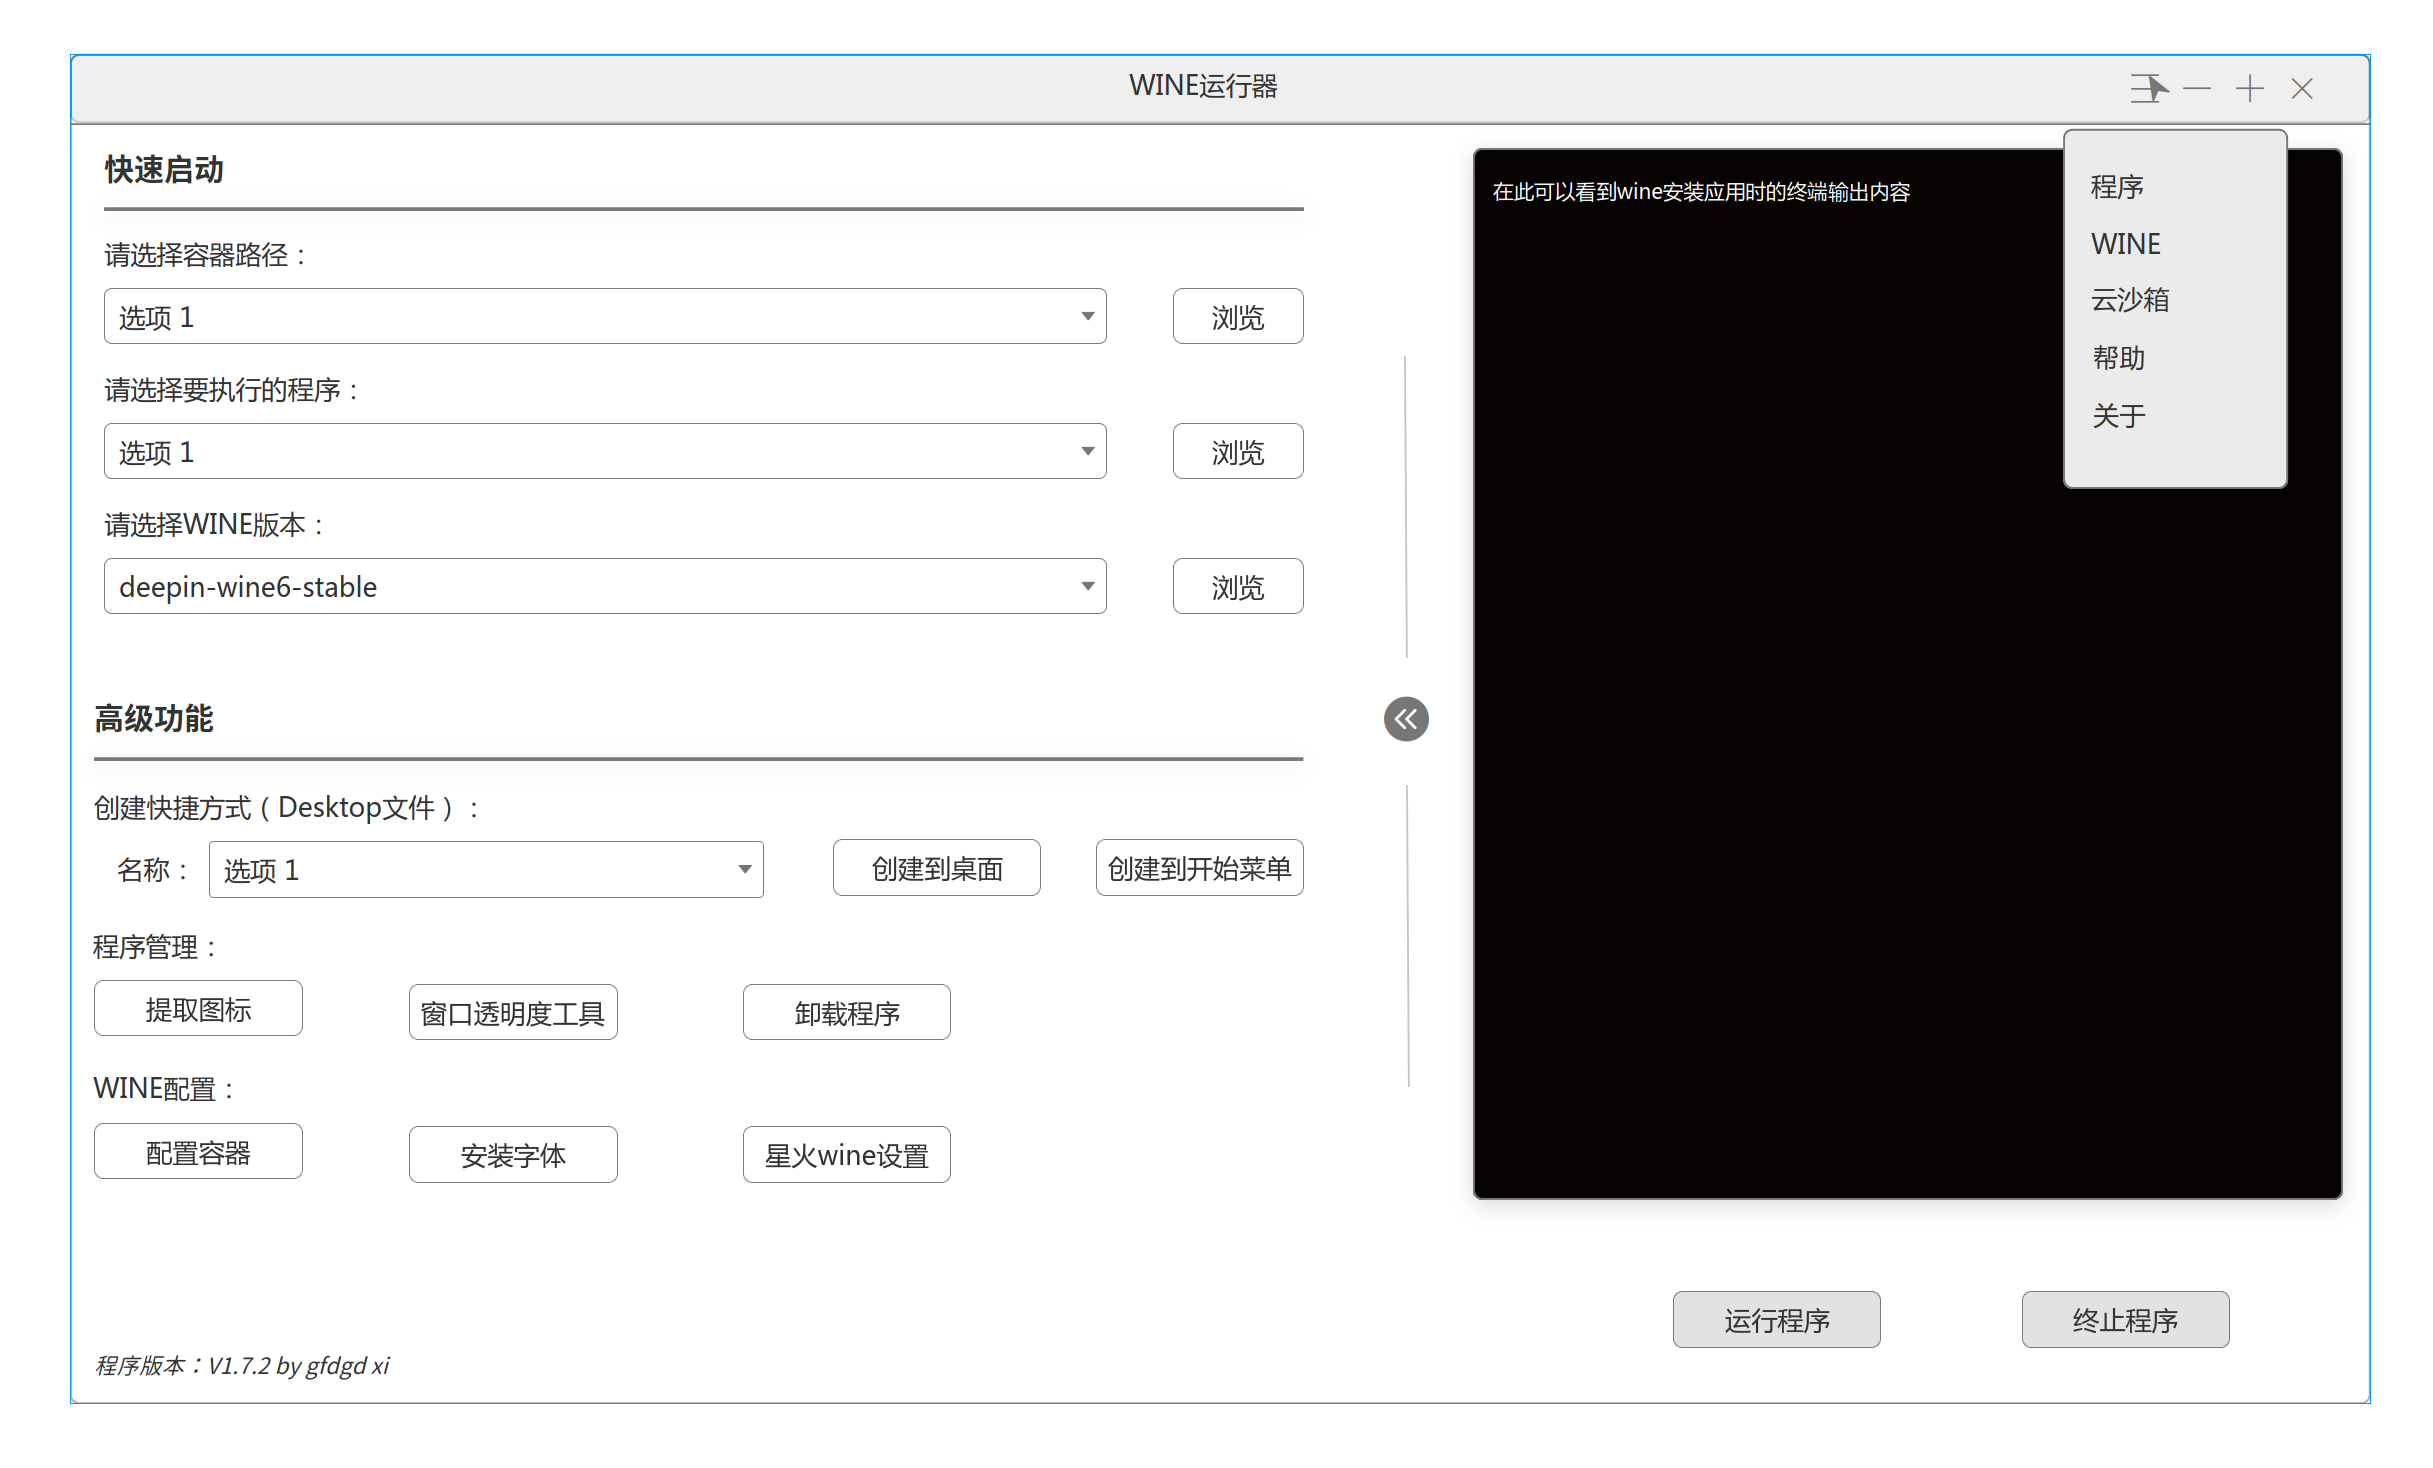 WINE运行器
快速启动
请选择容器路径：
选项 1
浏览
请选择要执行的程序：
选项 1
浏览
请选择WINE版本：
deepin-wine6-stable
浏览
高级功能
创建快捷方式（Desktop文件）：
名称：
选项 1
创建到桌面
创建到开始菜单
程序管理：
提取图标
窗口透明度工具
卸载程序
WINE配置：
配置容器
安装字体
星火wine设置
程序版本：V1.7.2 by gfdgd xi
在此可以看到wine安装应用时的终端输出内容
程序
WINE
云沙箱
帮助
关于
运行程序
终止程序